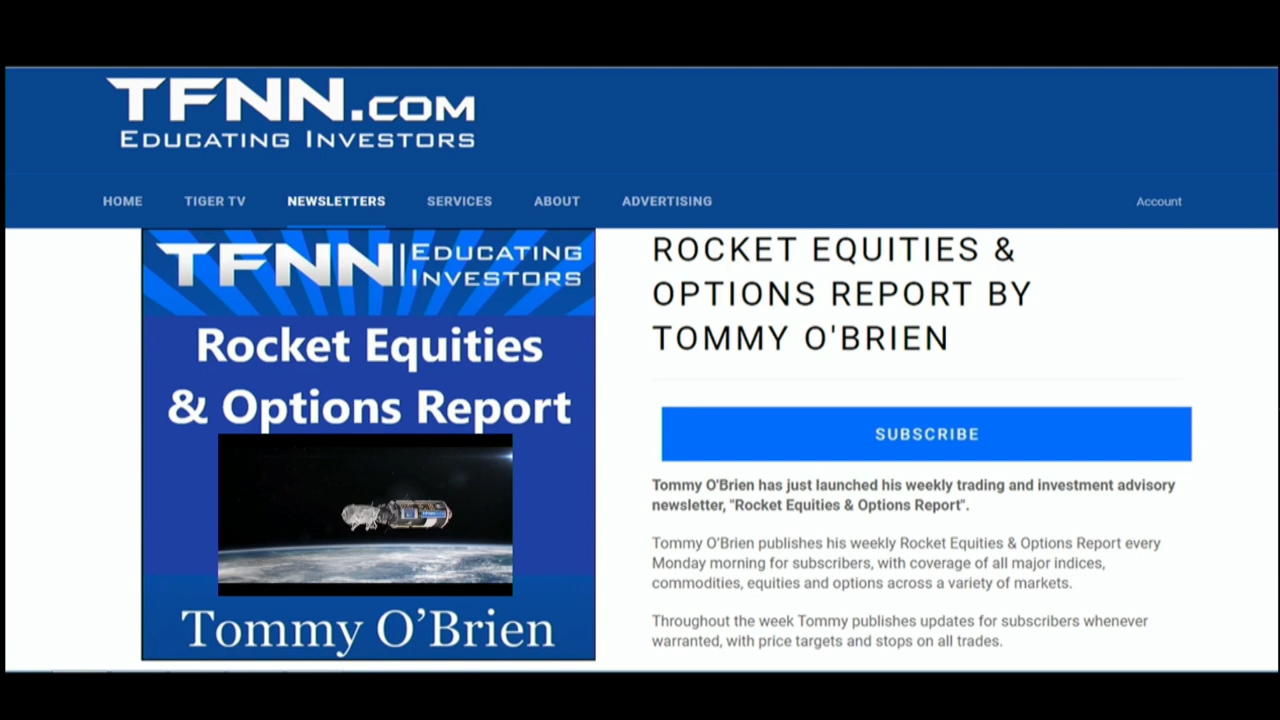 TFNN.COM
EDUCATING INVESTORS
HOME TIGER TV NEWSLETTERS SERVICES ABOUT ADVERTISING Account
TFNN EDUCATING
INVESTORS
Rocket Equities
& Options Report
Tommy O’Brien
ROCKET EQUITIES &
OPTIONS REPORT BY
TOMMY O'BRIEN
SUBSCRIBE
Tommy O'Brien has just launched his weekly trading and investment advisory
newsletter, "Rocket Equities & Options Report".
Tommy O’Brien publishes his weekly Rocket Equities & Options Report every
Monday morning for subscribers, with coverage of all major indices,
commodities, equities and options across a variety of markets.
Throughout the week Tommy publishes updates for subscribers whenever
warranted, with price targets and stops on all trades.